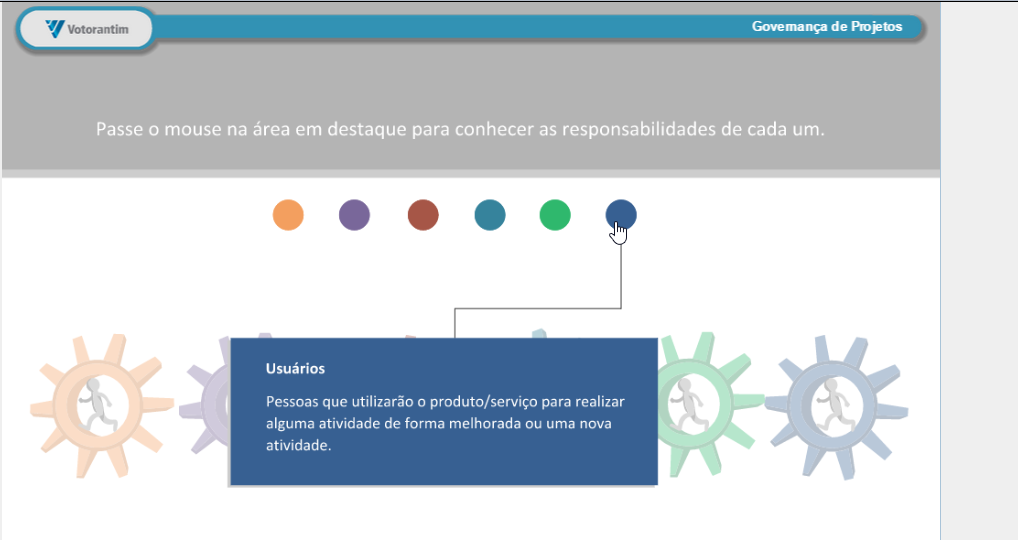 Votorantim
Governança de Projetos
Passe o mouse na área em destaque para conhecer as responsabilidades de cada um.
Usuários
Pessoas que utilizarão o produto/serviço para realizar
alguma atividade de forma melhorada ou uma nova
atividade.